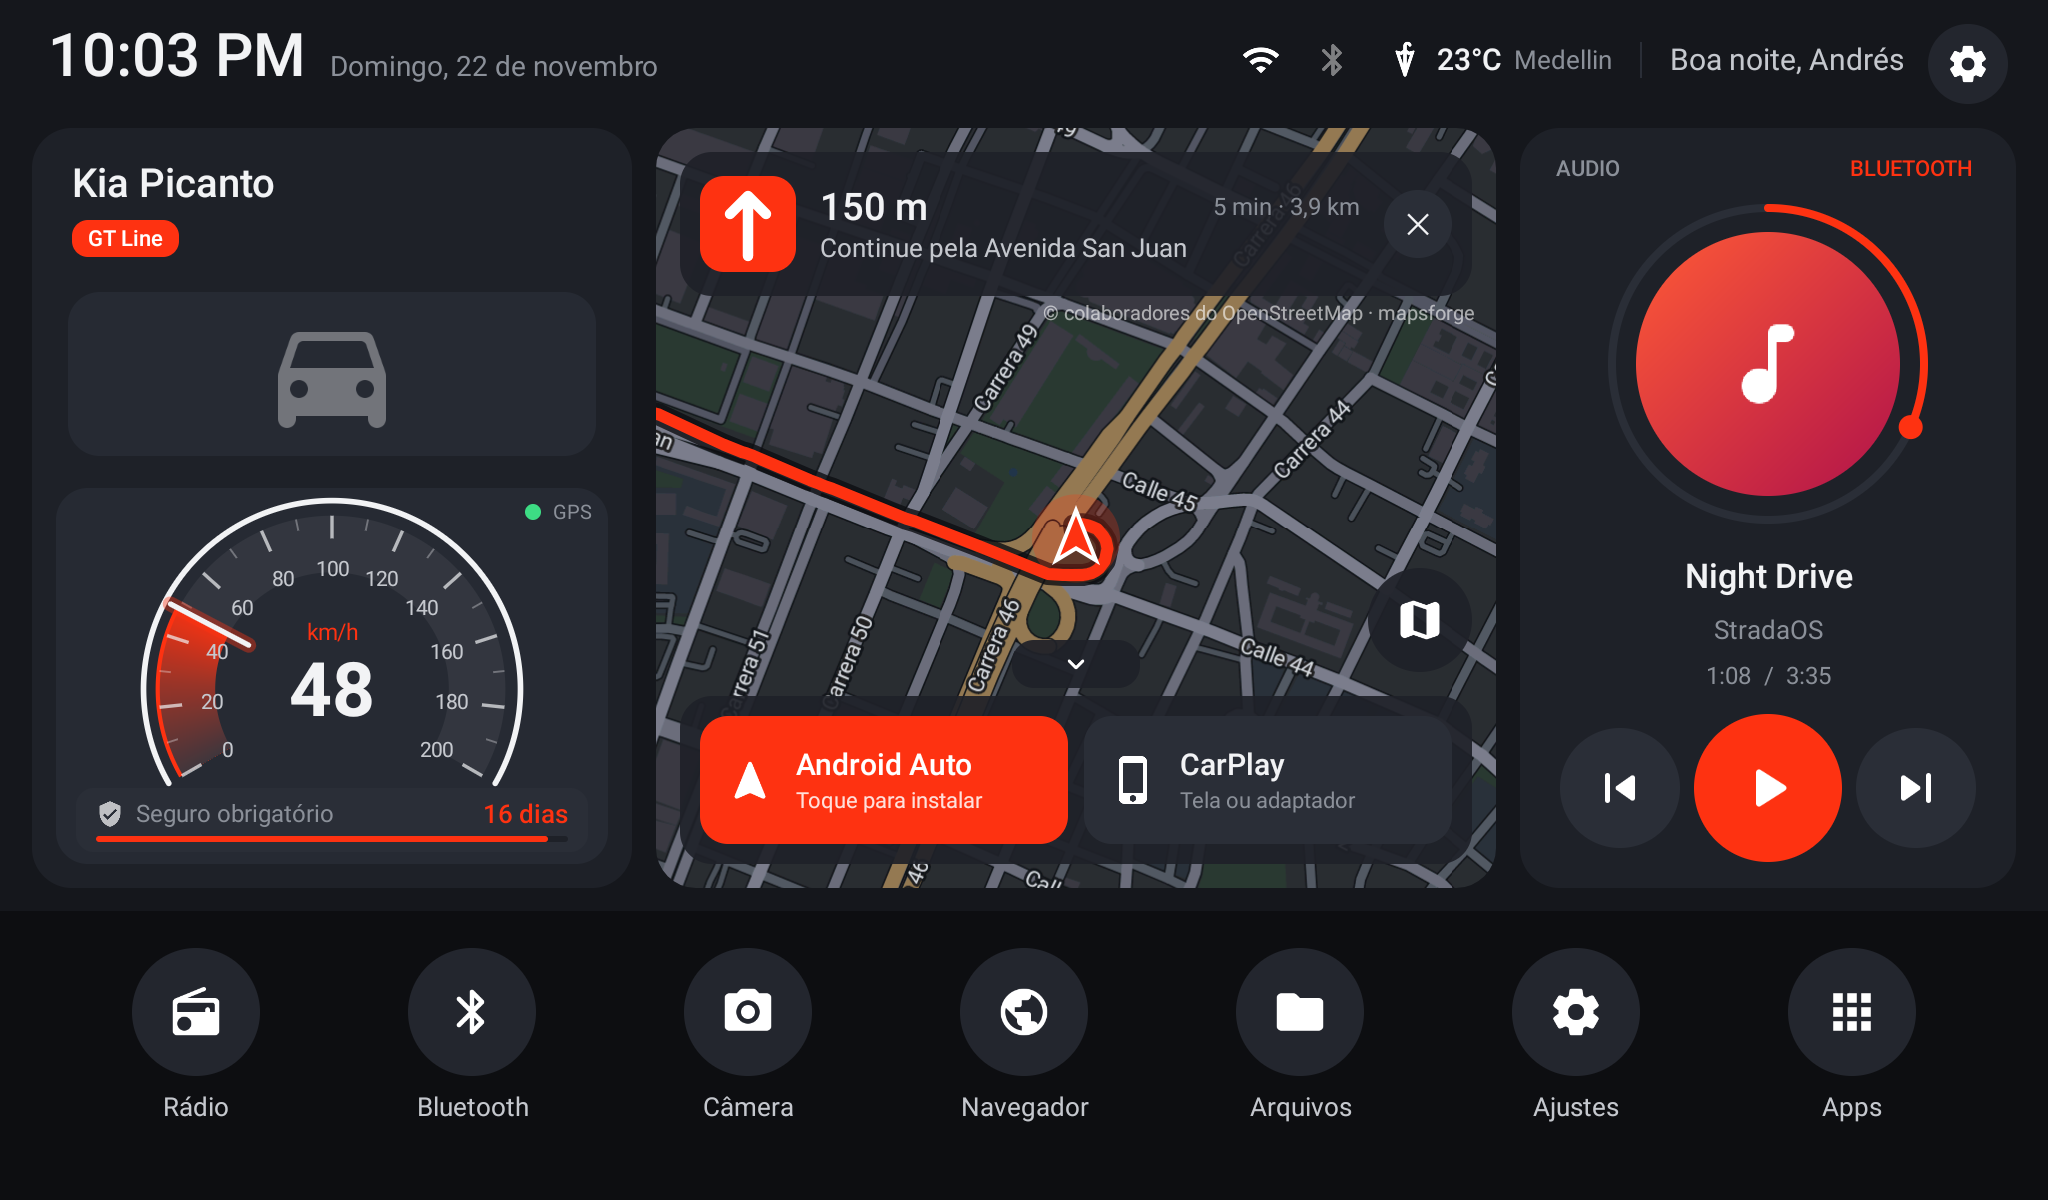 10:03 PM
Domingo, 22 de novembro
23°C Medellin
Boa noite, Andrés
Kia Picanto
GT Line
GPS
0
20
40
60
80
100
120
140
160
180
200
km/h
48
Seguro obrigatório
16 dias
150 m
5 min · 3,9 km
Continue pela Avenida San Juan
© colaboradores do OpenStreetMap · mapsforge
Carrera 46
Carrera 49
Carrera 44
Calle 45
Carrera 46
Carrera 50
Calle 44
46
Android Auto
Toque para instalar
CarPlay
Tela ou adaptador
AUDIO
BLUETOOTH
Night Drive
StradaOS
1:08 / 3:35
Rádio
Bluetooth
Câmera
Navegador
Arquivos
Ajustes
Apps